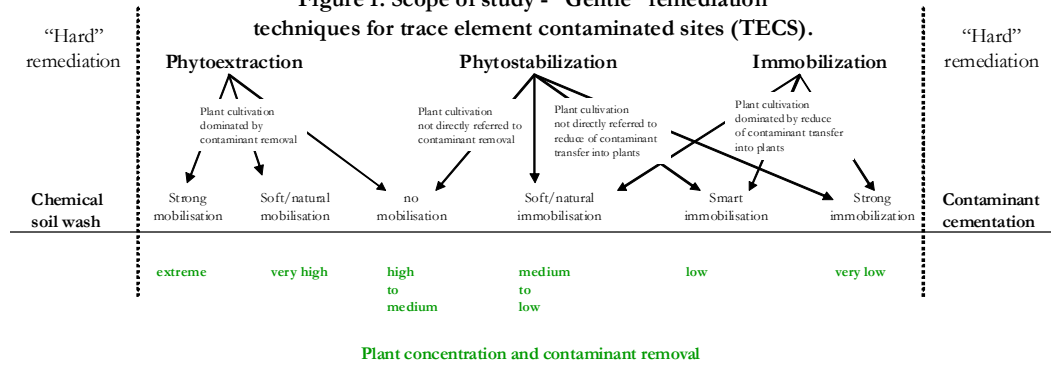 Figure 1. Scope of study - "Gentle" remediation
techniques for trace element contaminated sites (TECS).
“Hard”
remediation
“Hard”
remediation
Phytoextraction
Phytostabilization
Immobilization
Plant cultivation
dominated by
contaminant removal
Plant cultivation
not directly referred to
contaminant removal
Plant cultivation
not directly referred to
reduce of contaminant
transfer into plants
Plant cultivation
dominated by reduce
of contaminant transfer
into plants
Chemical
soil wash
Strong
mobilisation
Soft/natural
mobilisation
no
mobilisation
Soft/natural
immobilisation
Smart
immobilisation
Strong
immobilization
Contaminant
cementation
extreme
very high
high
to
medium
medium
to
low
low
very low
Plant concentration and contaminant removal